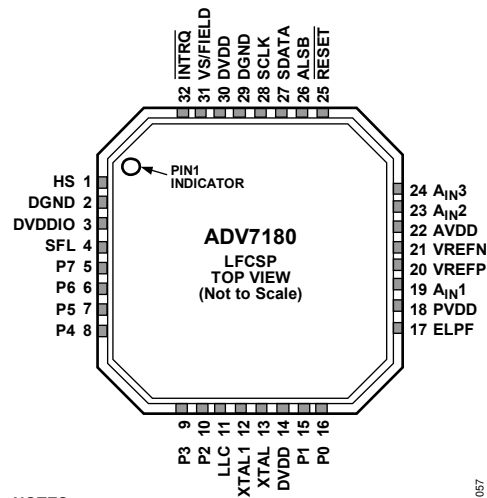 32 INTRQ
31 VS/FIELD
30 DVDD
29 DGND
28 SCLK
27 SDATA
26 ALSB
25 RESET
PIN1
INDICATOR
HS 1
DGND 2
DVDDIO 3
SFL 4
P7 5
P6 6
P5 7
P4 8
ADV7180
LFCSP
TOP VIEW
(Not to Scale)
24 AIN3
23 AIN2
22 AVDD
21 VREFN
20 VREFP
19 AIN1
18 PVDD
17 ELPF
P3 9
P2 10
LLC 11
XTAL1 12
XTAL 13
DVDD 14
P1 15
P0 16
057